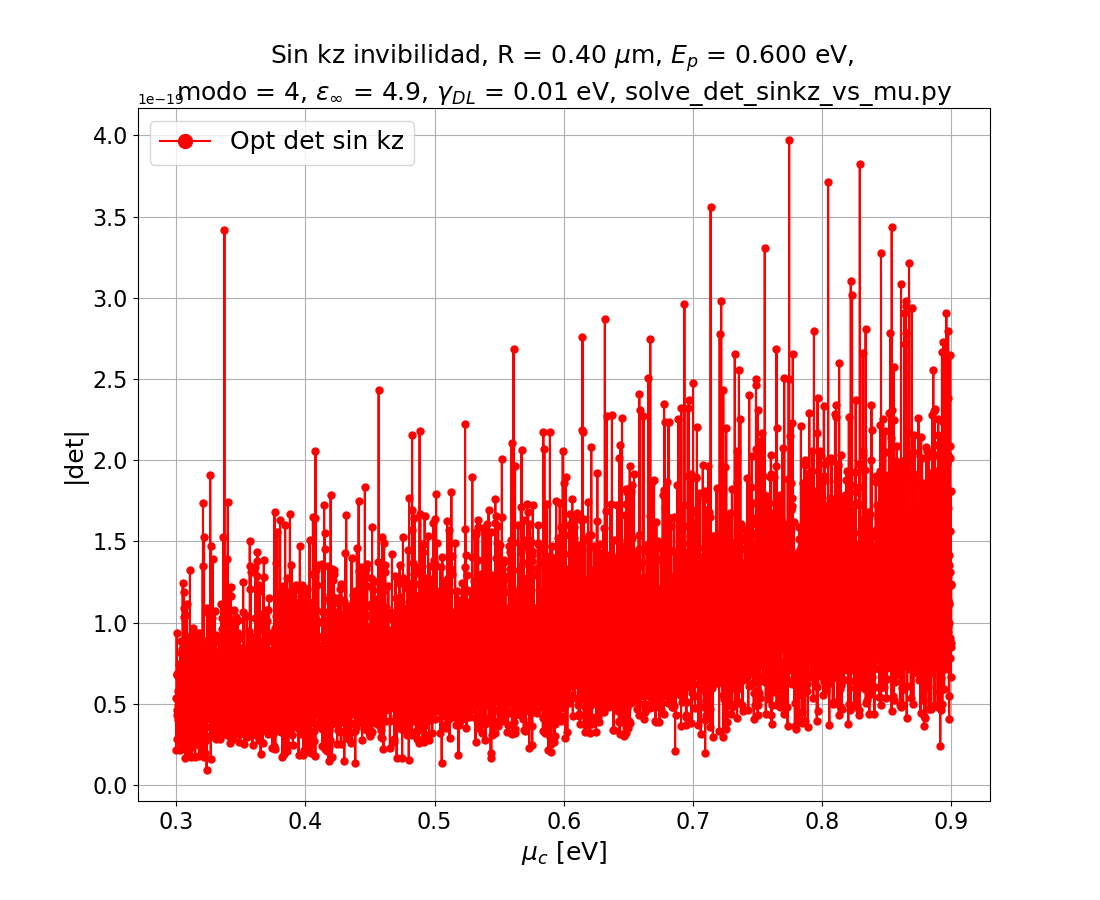 Sin kz invibilidad, R = 0.40 μm, E_p = 0.600 eV,
modo = 4, ε_∞ = 4.9, γ_DL = 0.01 eV, solve_det_sinkz_vs_mu.py
1e−19
Opt det sin kz
4.0
3.5
3.0
2.5
2.0
1.5
1.0
0.5
0.0
|det|
0.3 0.4 0.5 0.6 0.7 0.8 0.9
μ_c [eV]